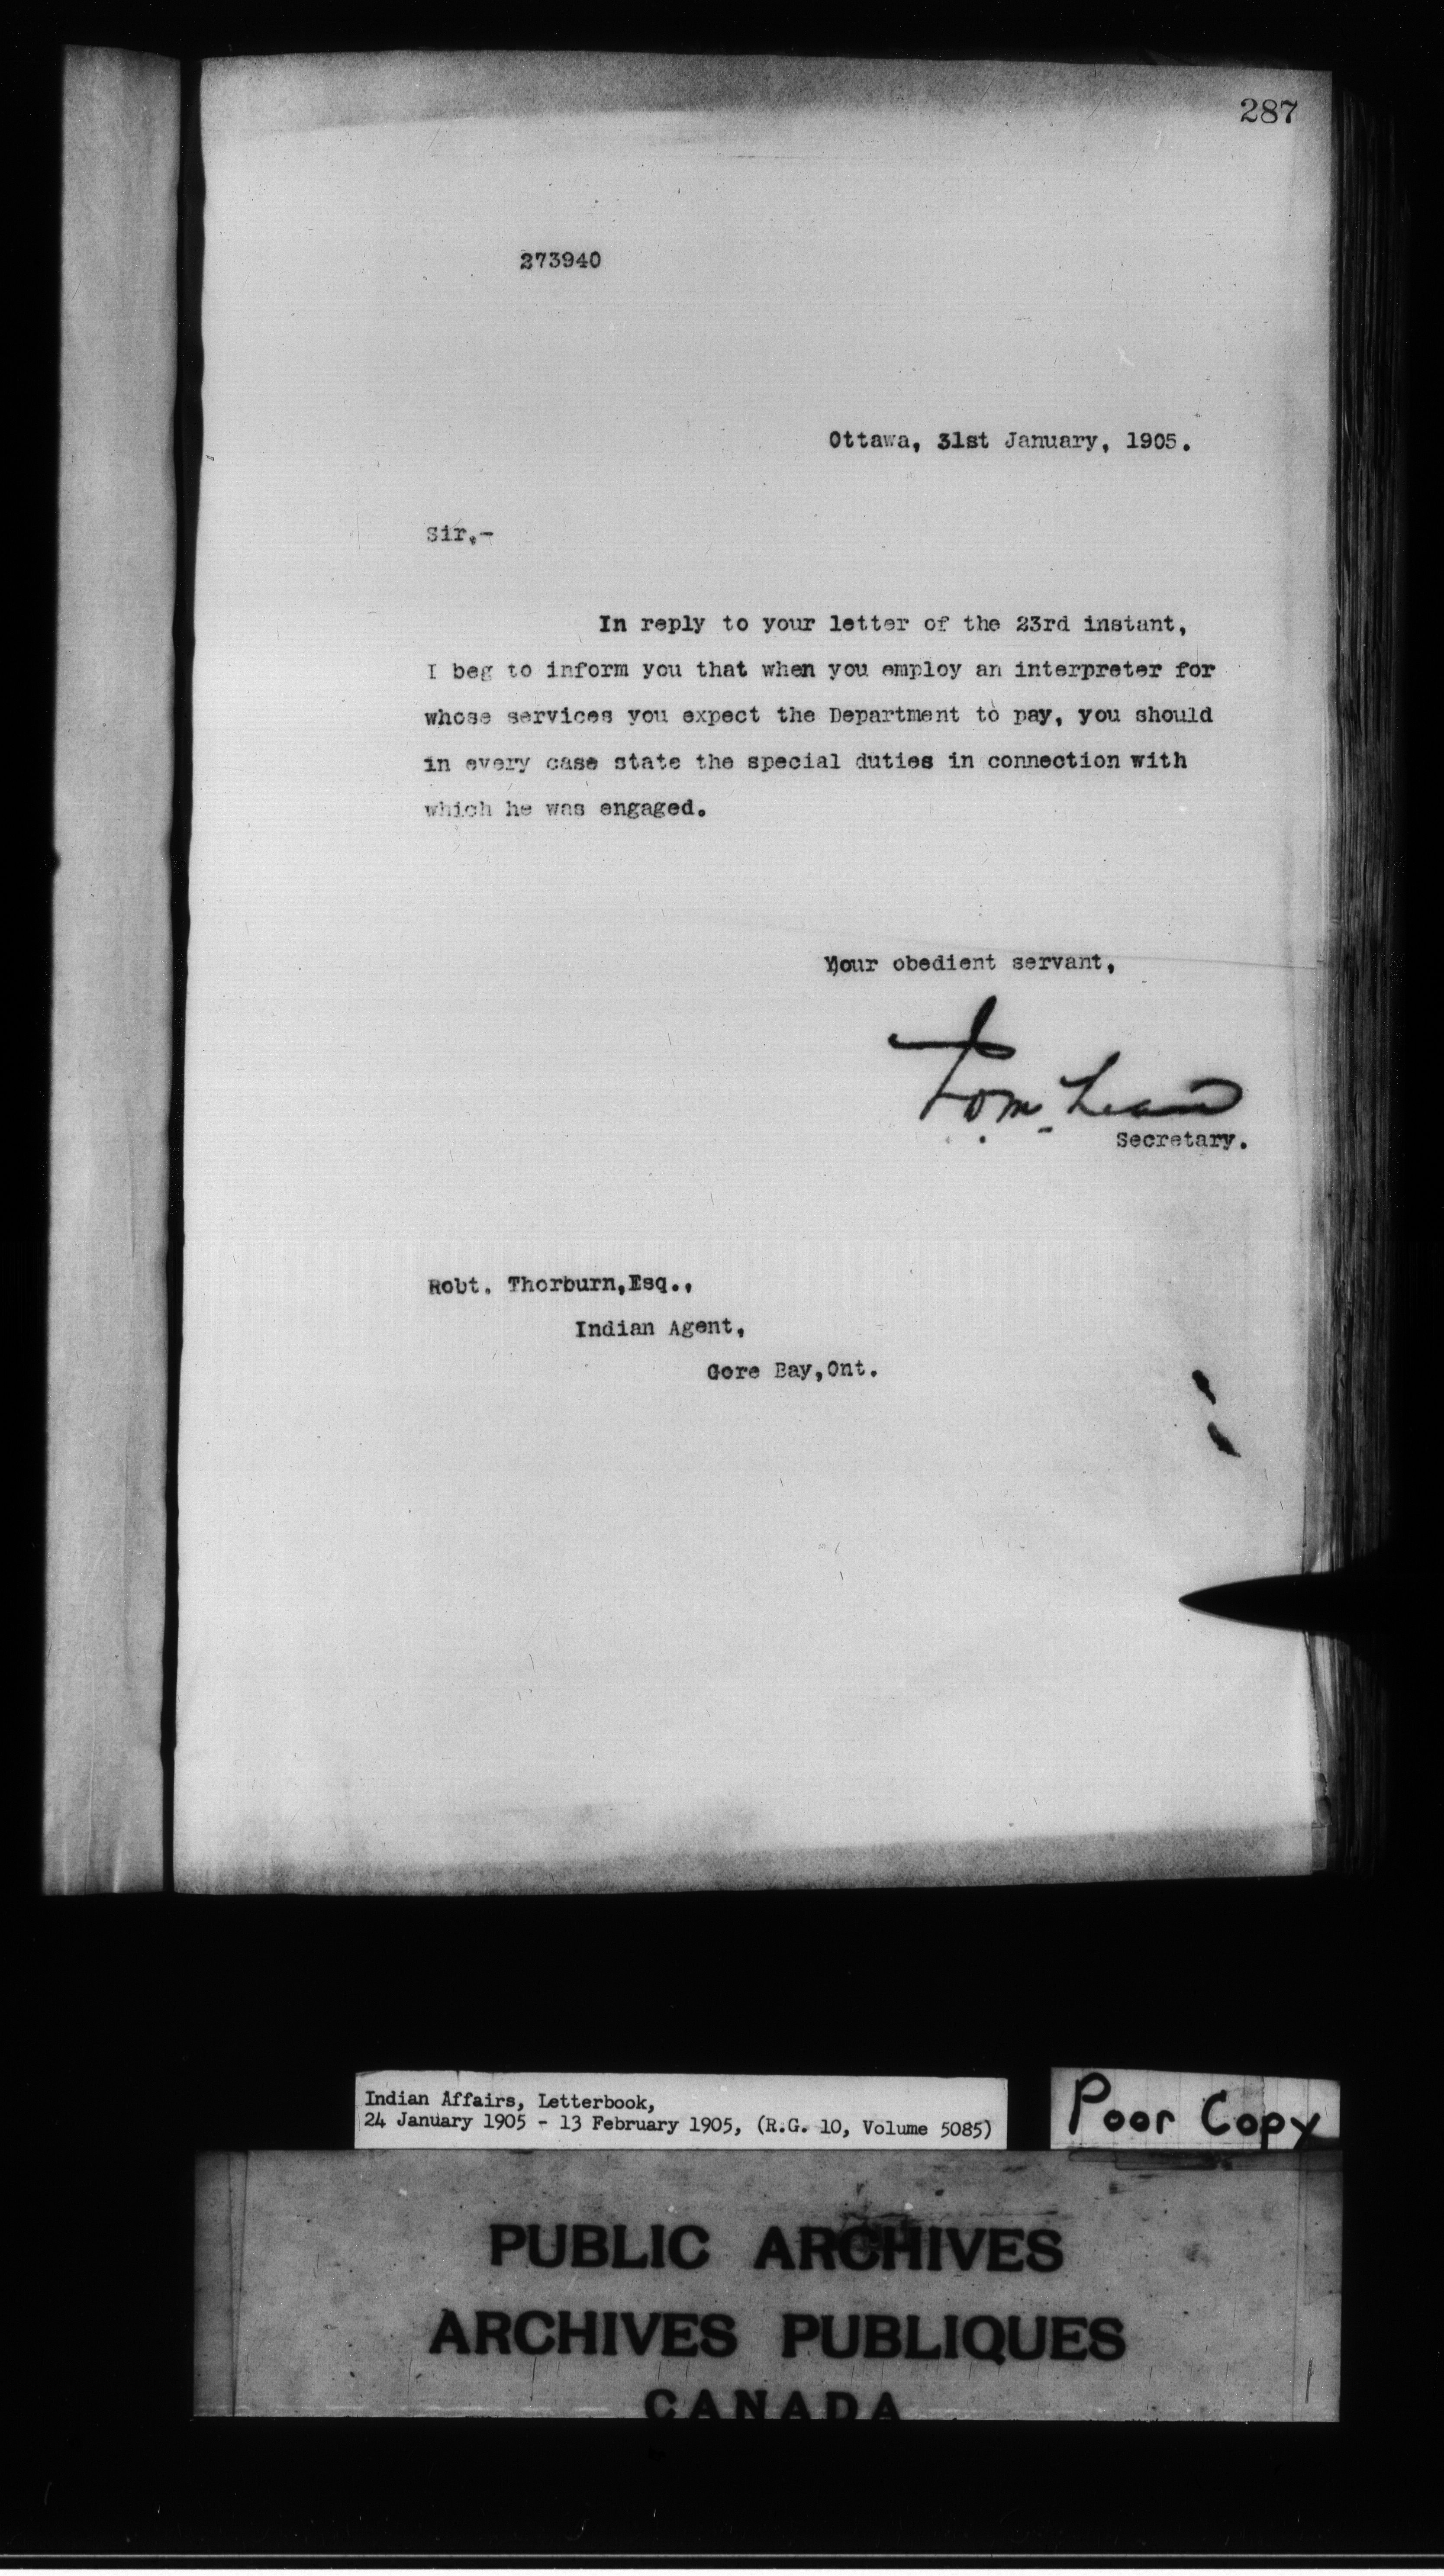 287
273940
Ottawa, 31st January, 1905.
Sir,-
In reply to your letter of the 23rd instant,
I beg to inform you that when you employ an interpreter for
whose services you expect the Department to pay, you should
in every case state the special duties in connection with
which he was engaged.
Your obedient servant,
Secretary.
Robt. Thorburn,Esq.,
Indian Agent,
Gore Bay,Ont.
Indian Affairs, Letterbook,
24 January 1905 - 13 February 1905, (R.G. 10, Volume 5085)
Poor Copy
PUBLIC ARCHIVES
ARCHIVES PUBLIQUES
CANADA